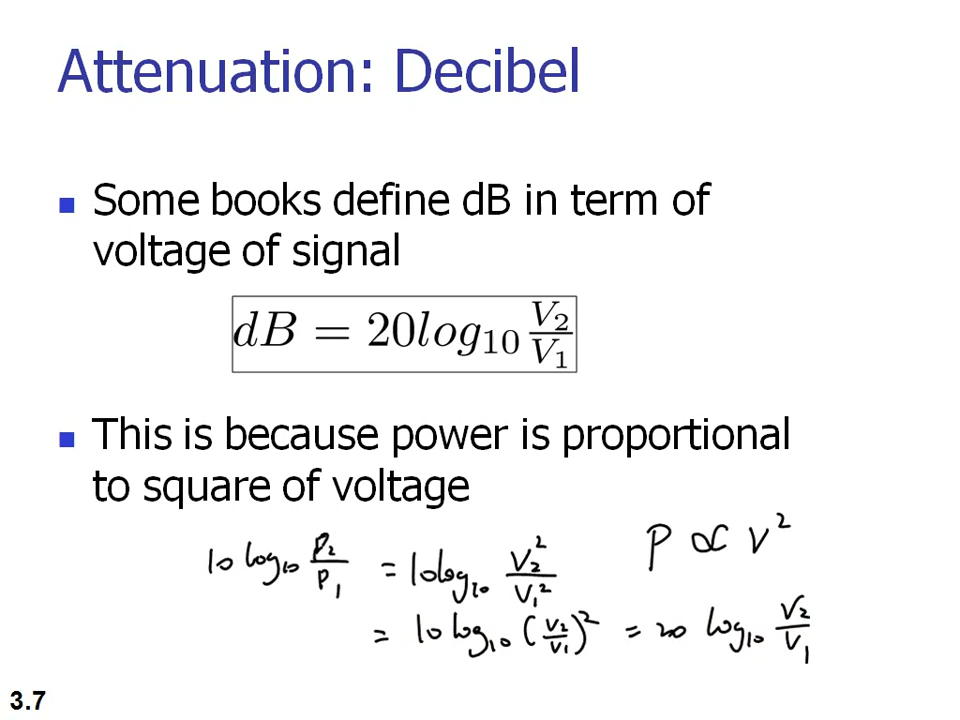 Attenuation: Decibel
Some books define dB in term of
voltage of signal
dB = 20log₁₀ V₂/V₁
This is because power is proportional
to square of voltage
P ∝ V²
10 log₁₀ P₂/P₁ = 10log₁₀ V₂²/V₁²
= 10 log₁₀ (V₂/V₁)² = 20 log₁₀ V₂/V₁
3.7